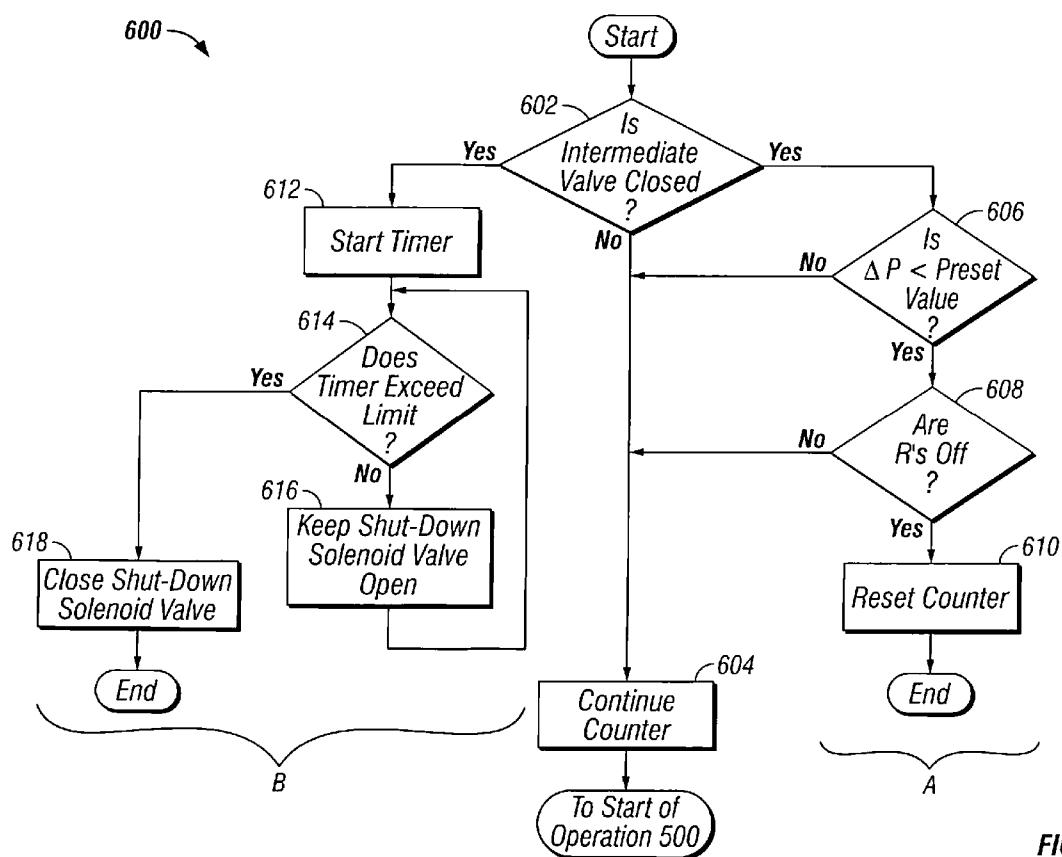 600
Start
602
Is
Intermediate
Valve Closed
?
Yes
Yes
No
612
Start Timer
606
Is
Δ P < Preset
Value
?
No
Yes
614
Does
Timer Exceed
Limit
?
Yes
No
608
Are
R's Off
?
No
Yes
616
Keep Shut-Down
Solenoid Valve
Open
618
Close Shut-Down
Solenoid Valve
End
610
Reset Counter
End
604
Continue
Counter
To Start of
Operation 500
B
A